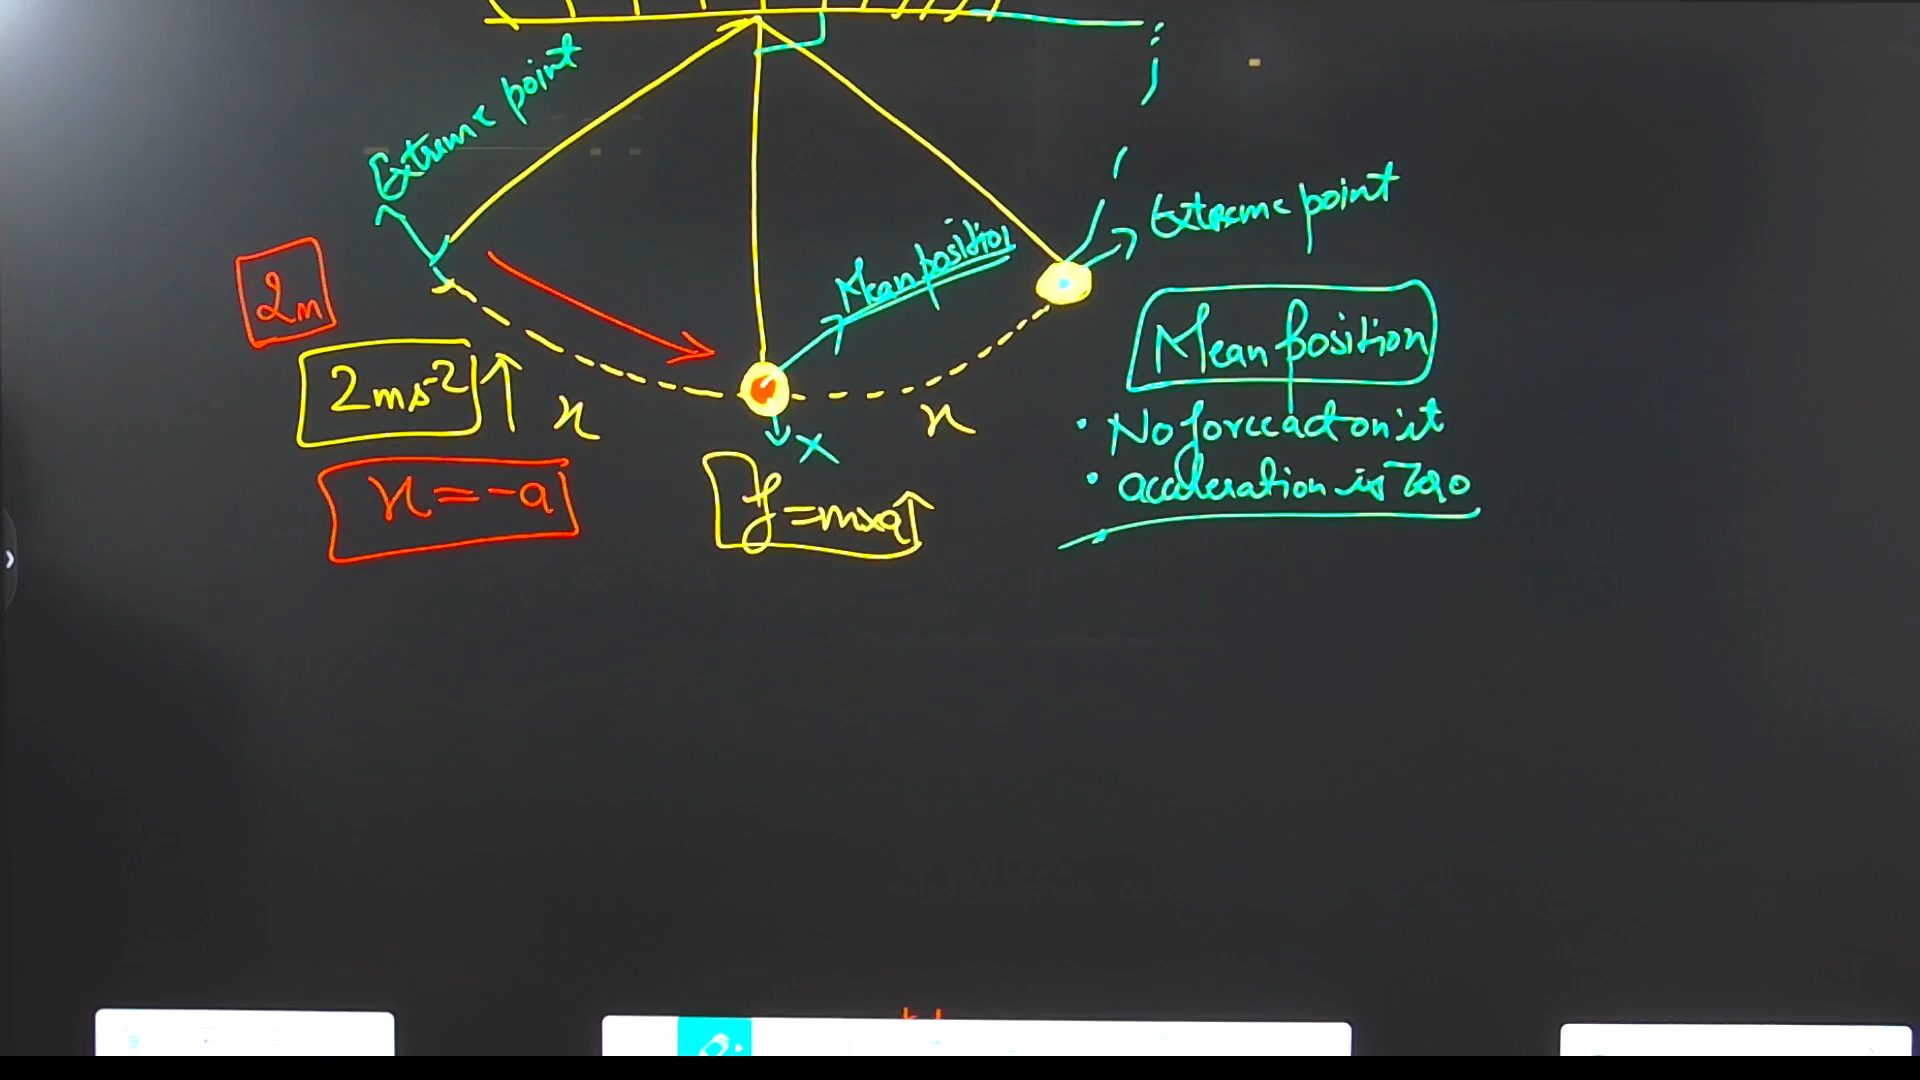 Extreme point
Extreme point
Mean position
2m
2ms⁻² ↑
x
x
x = -a
X
f = mxa↑
Mean position
• No force act on it
• acceleration is Zero